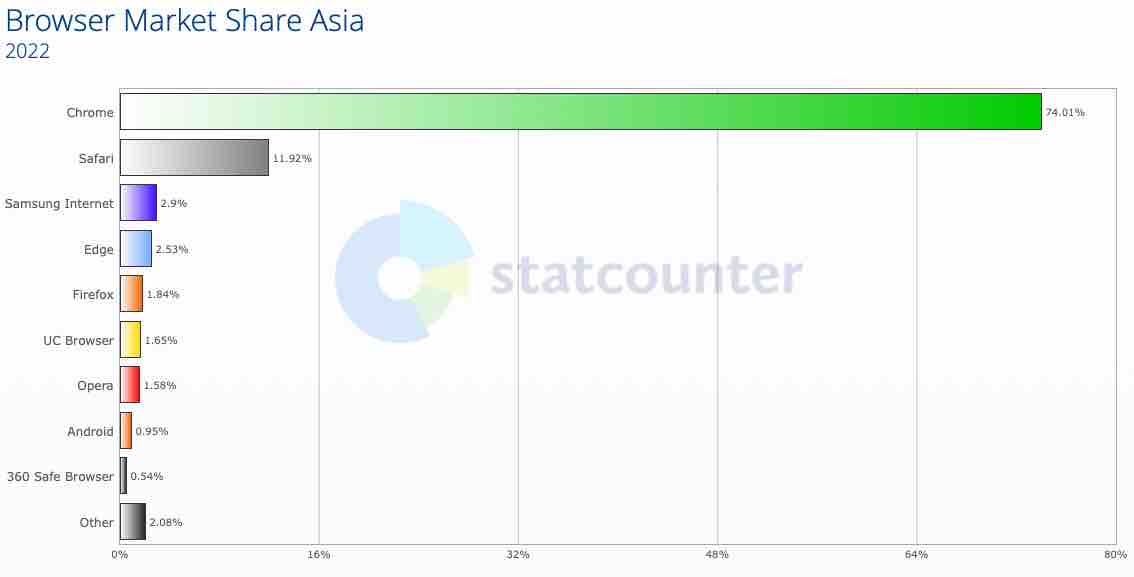 Browser Market Share Asia
2022
Chrome 74.01%
Safari 11.92%
Samsung Internet 2.9%
Edge 2.53%
Firefox 1.84%
UC Browser 1.65%
Opera 1.58%
Android 0.95%
360 Safe Browser 0.54%
Other 2.08%
0% 16% 32% 48% 64% 80%
statcounter